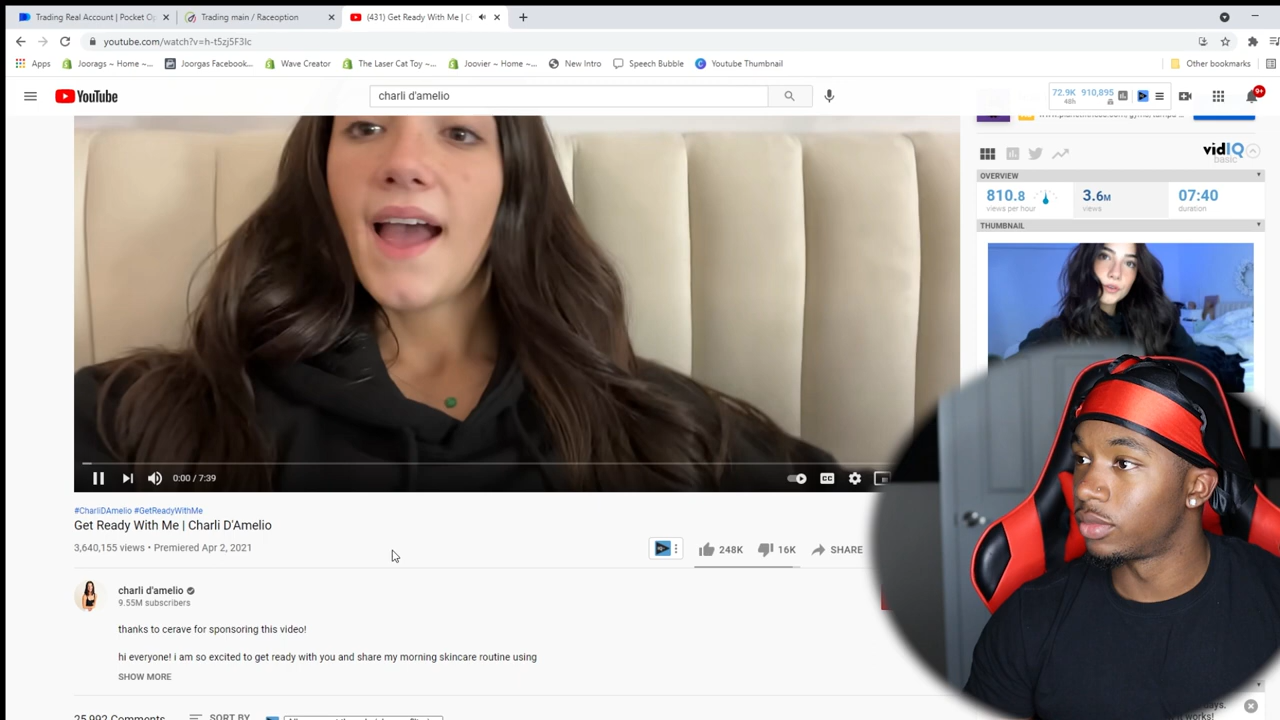 Trading Real Account | Pocket Op
Trading main / Raceoption
(431) Get Ready With Me | C
youtube.com/watch?v=h-t5zj5F3lc
Apps
Joorags ~ Home ~...
Joorgas Facebook...
Wave Creator
The Laser Cat Toy ~...
Joovier ~ Home ~...
New Intro
Speech Bubble
Youtube Thumbnail
Other bookmarks
YouTube
charli d'amelio
72.9K 910,895
48h
9+
vidIQ
basic
OVERVIEW
810.8
views per hour
3.6M
views
07:40
duration
THUMBNAIL
0:00 / 7:39
CC
#CharliDAmelio #GetReadyWithMe
Get Ready With Me | Charli D'Amelio
3,640,155 views • Premiered Apr 2, 2021
248K
16K
SHARE
charli d'amelio
9.55M subscribers
thanks to cerave for sponsoring this video!
hi everyone! i am so excited to get ready with you and share my morning skincare routine using
SHOW MORE
25,992 Comments
SORT BY